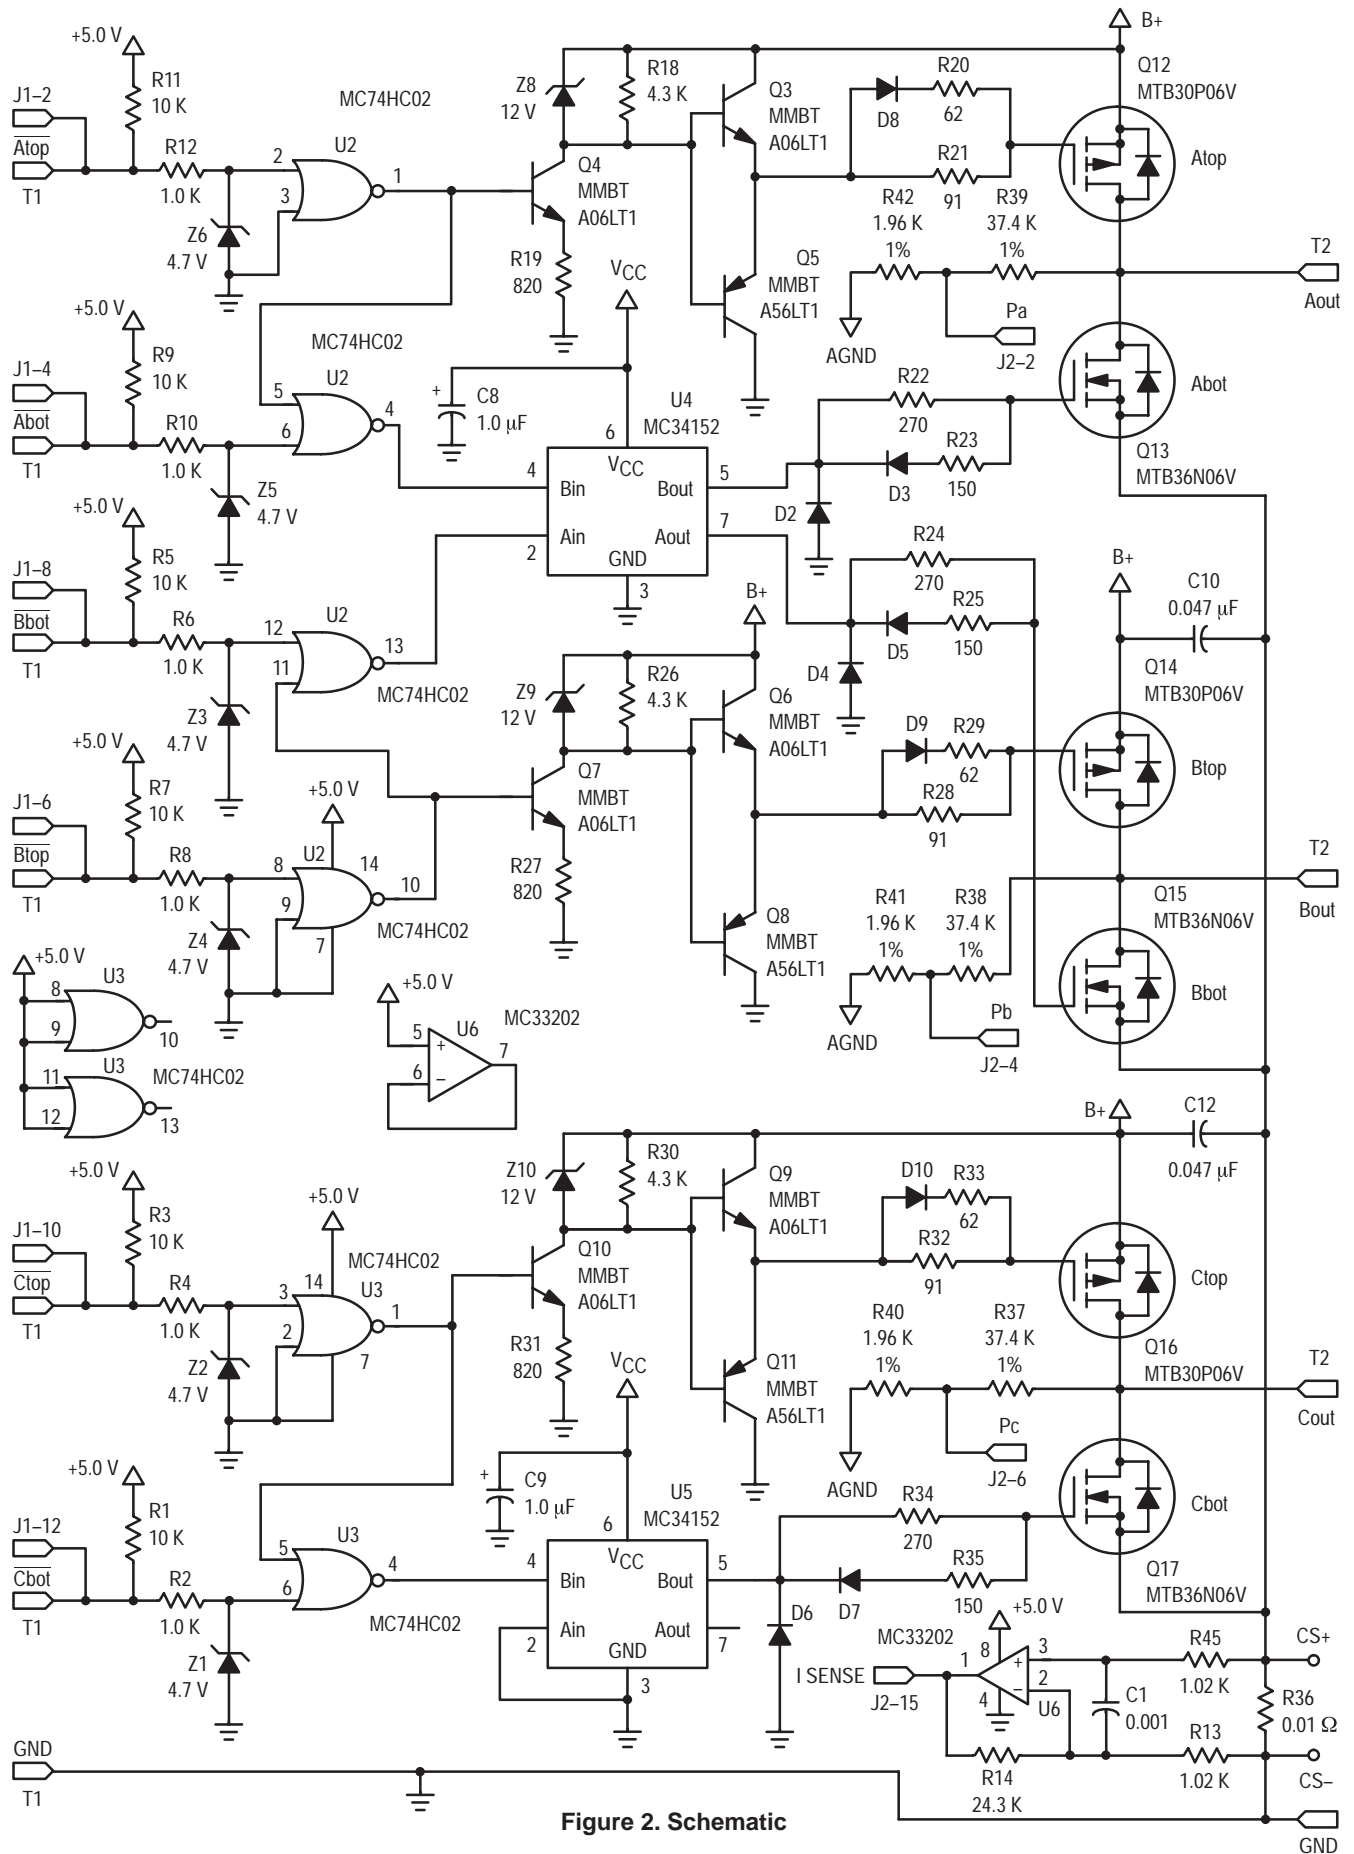 B+
+5.0 V
R11
10 K
J1–2
Atop
T1
R12
1.0 K
MC74HC02
U2
2
3
1
Z6
4.7 V
Z8
12 V
R18
4.3 K
Q4
MMBT
A06LT1
R19
820
Q3
MMBT
A06LT1
Q5
MMBT
A56LT1
D8
R20
62
R21
91
Q12
MTB30P06V
Atop
R42
1.96 K
1%
R39
37.4 K
1%
AGND
Pa
J2–2
T2
Aout
+5.0 V
R9
10 K
J1–4
Abot
T1
R10
1.0 K
MC74HC02
U2
5
6
4
Z5
4.7 V
VCC
+
C8
1.0 µF
U4
MC34152
6
VCC
4
Bin
Bout
5
2
Ain
Aout
7
GND
3
R22
270
R23
150
D3
D2
Abot
Q13
MTB36N06V
+5.0 V
R5
10 K
J1–8
Bbot
T1
R6
1.0 K
U2
12
11
13
MC74HC02
Z3
4.7 V
R24
270
R25
150
D5
D4
B+
B+
C10
0.047 µF
Z9
12 V
R26
4.3 K
Q6
MMBT
A06LT1
Q14
MTB30P06V
D9
R29
62
R28
91
Btop
+5.0 V
R7
10 K
J1–6
Btop
T1
R8
1.0 K
+5.0 V
U2
14
8
9
10
7
MC74HC02
Z4
4.7 V
Q7
MMBT
A06LT1
R27
820
Q8
MMBT
A56LT1
R41
1.96 K
1%
R38
37.4 K
1%
AGND
Pb
J2–4
T2
Bout
Q15
MTB36N06V
Bbot
+5.0 V
U3
8
9
10
U3
11
12
13
MC74HC02
+5.0 V
U6
MC33202
5
+
6
–
7
B+
C12
0.047 µF
+5.0 V
R3
10 K
J1–10
Ctop
T1
R4
1.0 K
+5.0 V
MC74HC02
14
U3
3
2
1
7
Z2
4.7 V
Z10
12 V
R30
4.3 K
Q10
MMBT
A06LT1
R31
820
Q9
MMBT
A06LT1
Q11
MMBT
A56LT1
D10
R33
62
R32
91
Ctop
Q16
MTB30P06V
R40
1.96 K
1%
R37
37.4 K
1%
AGND
Pc
J2–6
T2
Cout
+5.0 V
R1
10 K
J1–12
Cbot
T1
R2
1.0 K
U3
5
6
4
MC74HC02
Z1
4.7 V
VCC
+
C9
1.0 µF
U5
MC34152
6
VCC
4
Bin
Bout
5
2
Ain
Aout
7
GND
3
R34
270
R35
150
D7
D6
Cbot
Q17
MTB36N06V
+5.0 V
MC33202
8
1
3
+
2
–
4
U6
I SENSE
J2–15
C1
0.001
R45
1.02 K
CS+
R36
0.01 Ω
R13
1.02 K
CS–
R14
24.3 K
GND
T1
GND
Figure 2. Schematic